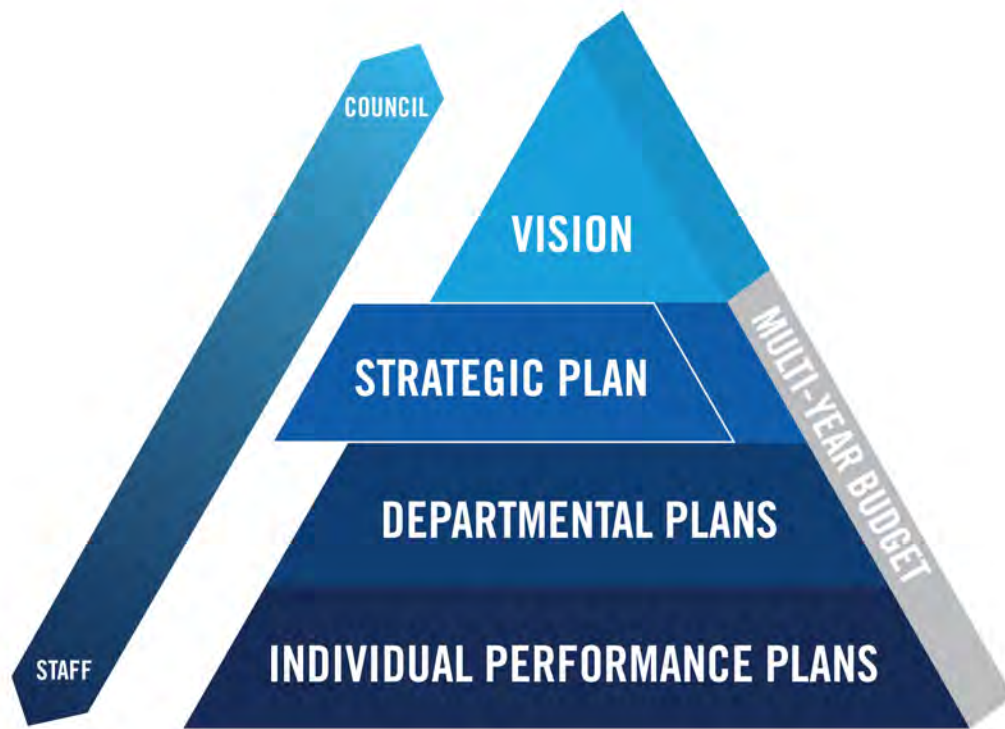 COUNCIL
VISION
STRATEGIC PLAN
MULTI-YEAR BUDGET
DEPARTMENTAL PLANS
INDIVIDUAL PERFORMANCE PLANS
STAFF